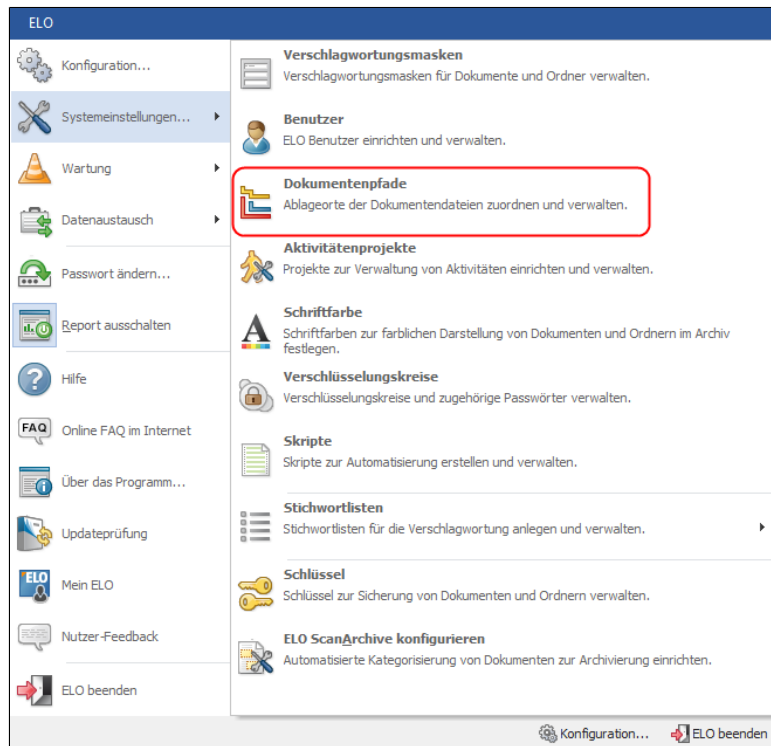 ELO
Konfiguration...
Systemeinstellungen...
Wartung
Datenaustausch
Passwort ändern...
Report ausschalten
Hilfe
FAQ
Online FAQ im Internet
Über das Programm...
Updateprüfung
ELO
Mein ELO
Nutzer-Feedback
ELO beenden
Verschlagwortungsmasken
Verschlagwortungsmasken für Dokumente und Ordner verwalten.
Benutzer
ELO Benutzer einrichten und verwalten.
Dokumentenpfade
Ablageorte der Dokumentendateien zuordnen und verwalten.
Aktivitätenprojekte
Projekte zur Verwaltung von Aktivitäten einrichten und verwalten.
A
Schriftfarbe
Schriftfarben zur farblichen Darstellung von Dokumenten und Ordnern im Archiv
festlegen.
Verschlüsselungskreise
Verschlüsselungskreise und zugehörige Passwörter verwalten.
Skripte
Skripte zur Automatisierung erstellen und verwalten.
Stichwortlisten
Stichwortlisten für die Verschlagwortung anlegen und verwalten.
Schlüssel
Schlüssel zur Sicherung von Dokumenten und Ordnern verwalten.
ELO ScanArchive konfigurieren
Automatisierte Kategorisierung von Dokumenten zur Archivierung einrichten.
Konfiguration...
ELO beenden